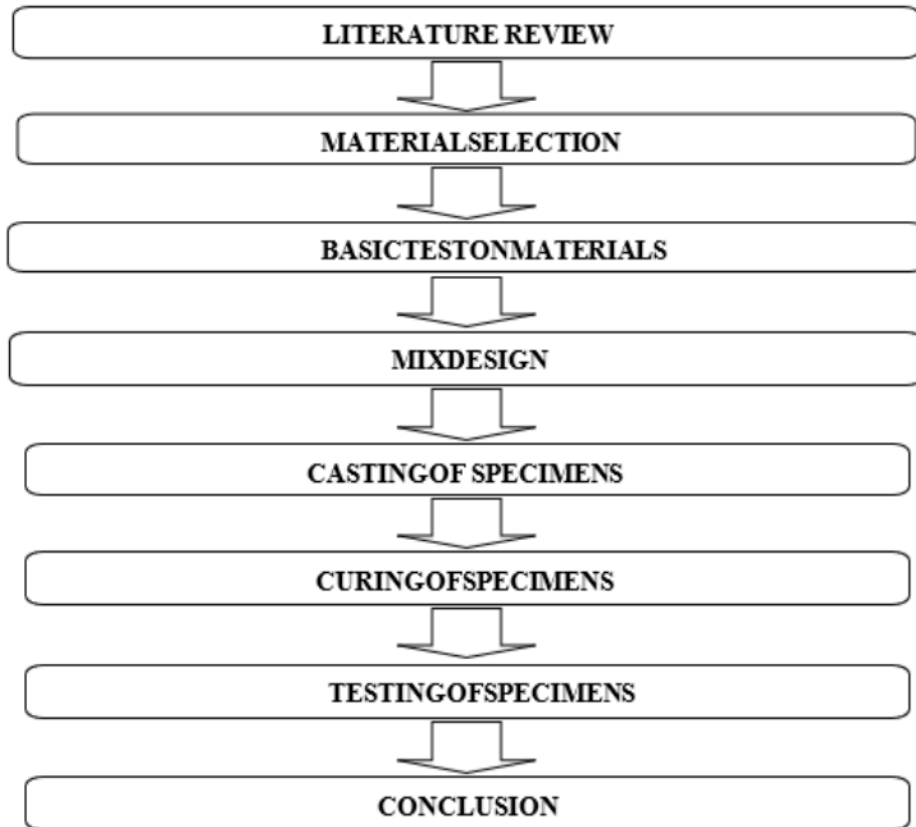 LITERATURE REVIEW
MATERIALSELECTION
BASICTESTONMATERIALS
MIXDESIGN
CASTINGOF SPECIMENS
CURINGOFSPECIMENS
TESTINGOFSPECIMENS
CONCLUSION